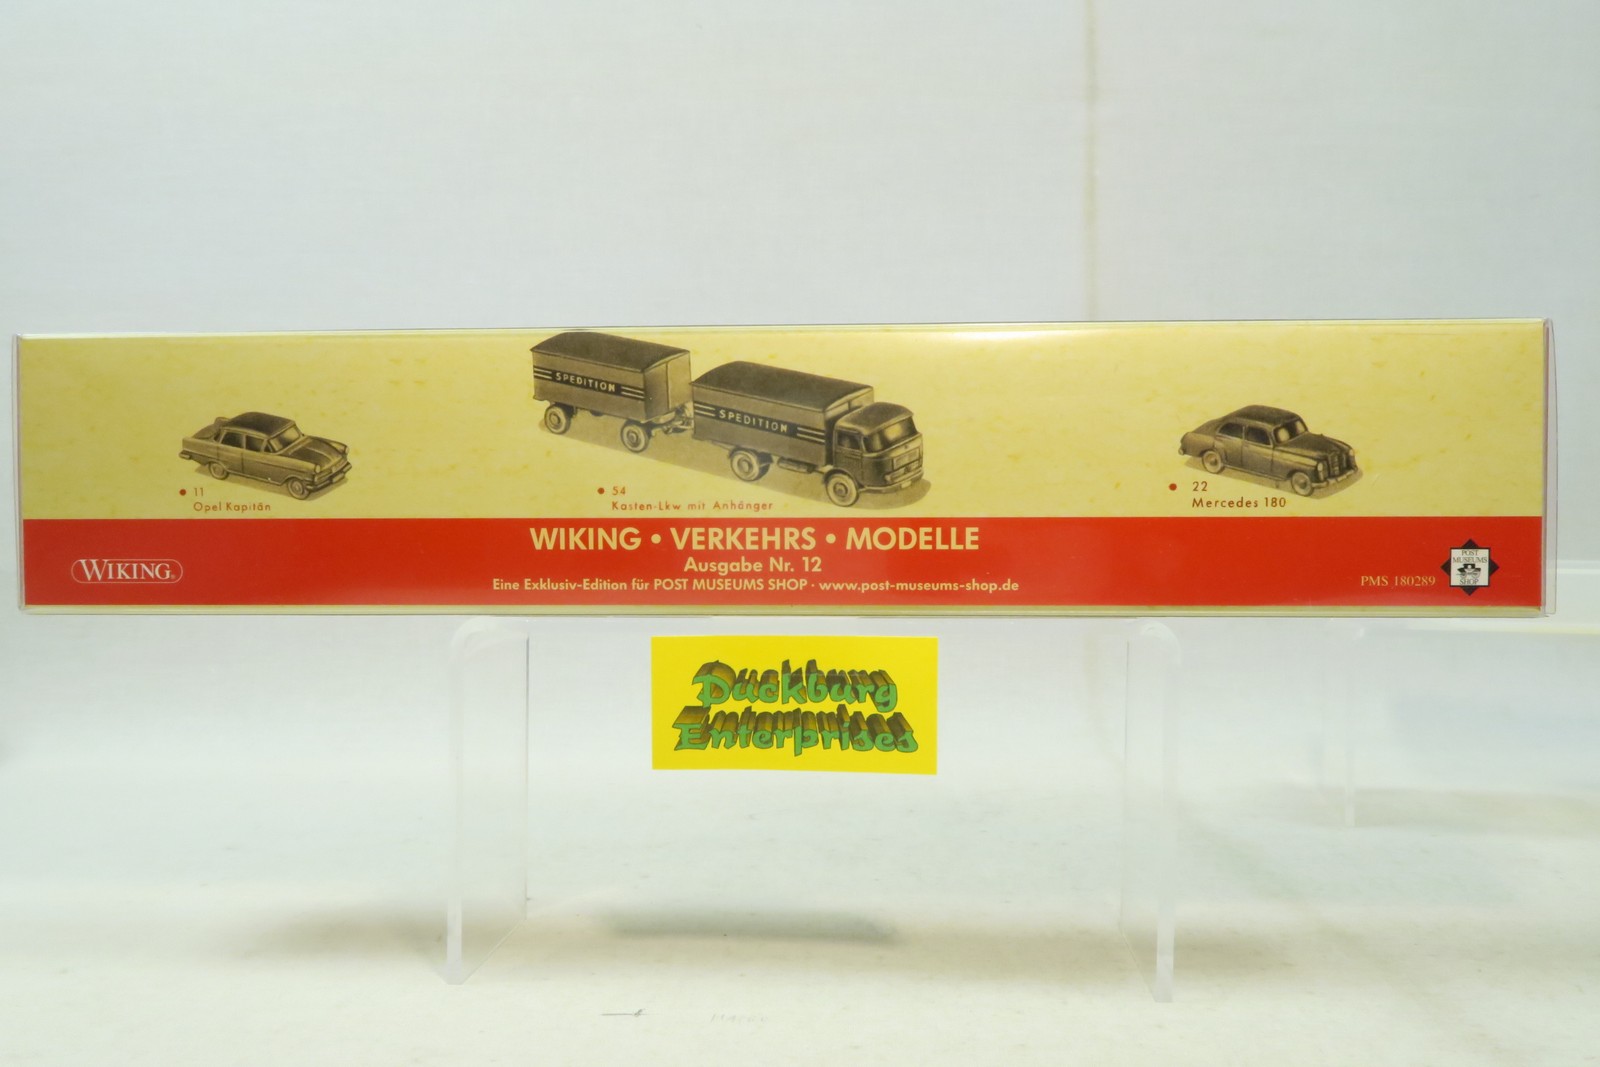 SPEDITION
SPEDITION
• 11
Opel Kapitän
• 54
Kasten-Lkw mit Anhänger
• 22
Mercedes 180
WIKING • VERKEHRS • MODELLE
Ausgabe Nr. 12
Eine Exklusiv-Edition für POST MUSEUMS SHOP · www.post-museums-shop.de
WIKING®
PMS 180289
POST
MUSEUMS
SHOP
Duckburg
Enterprises